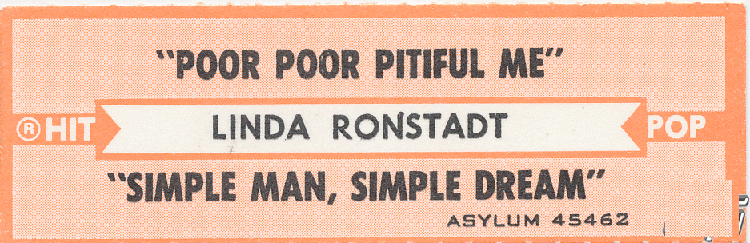 "POOR POOR PITIFUL ME"
®HIT LINDA RONSTADT POP
"SIMPLE MAN, SIMPLE DREAM"
ASYLUM 45462